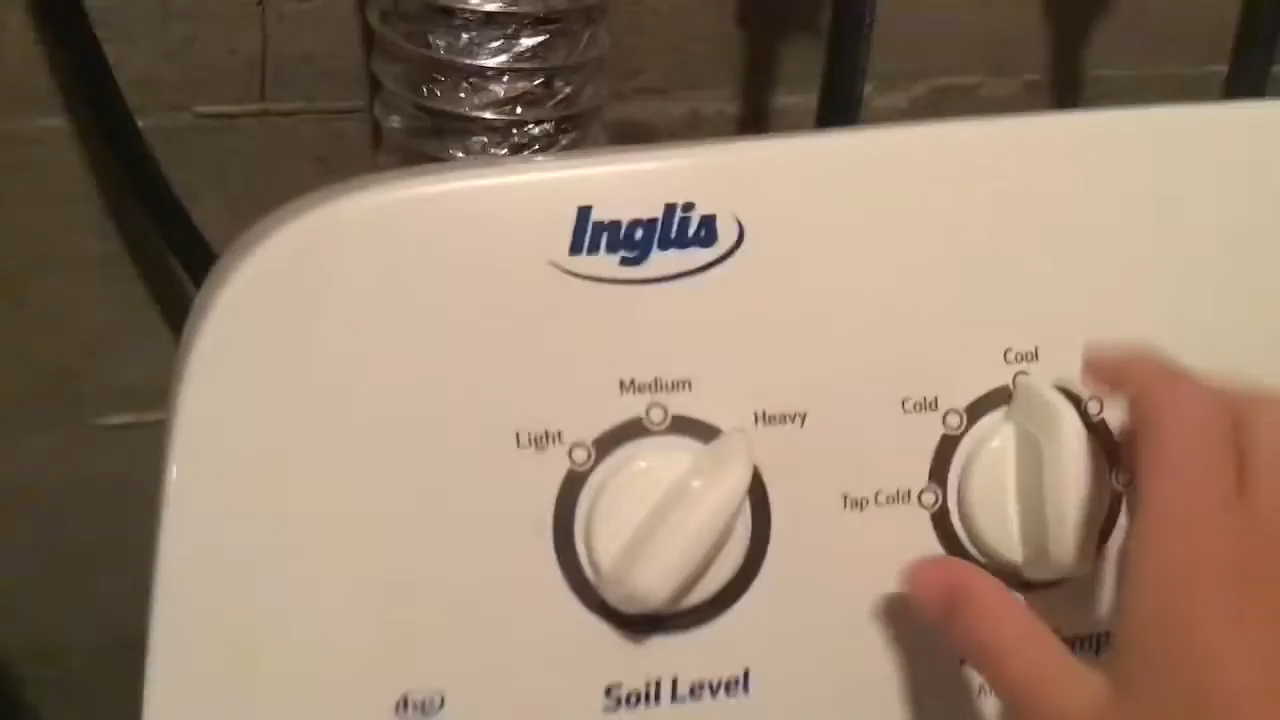 Inglis
Cool
Medium
Cold
Heavy
Light
Tap Cold
Soil Level